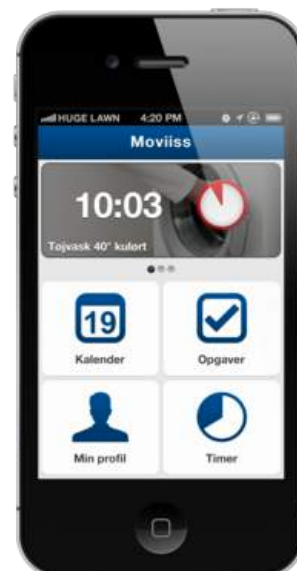 HUGE LAWN 4:20 PM
Moviiss
10:03
Tøjvask 40° kulørt
19
Kalender
Opgaver
Min profil
Timer